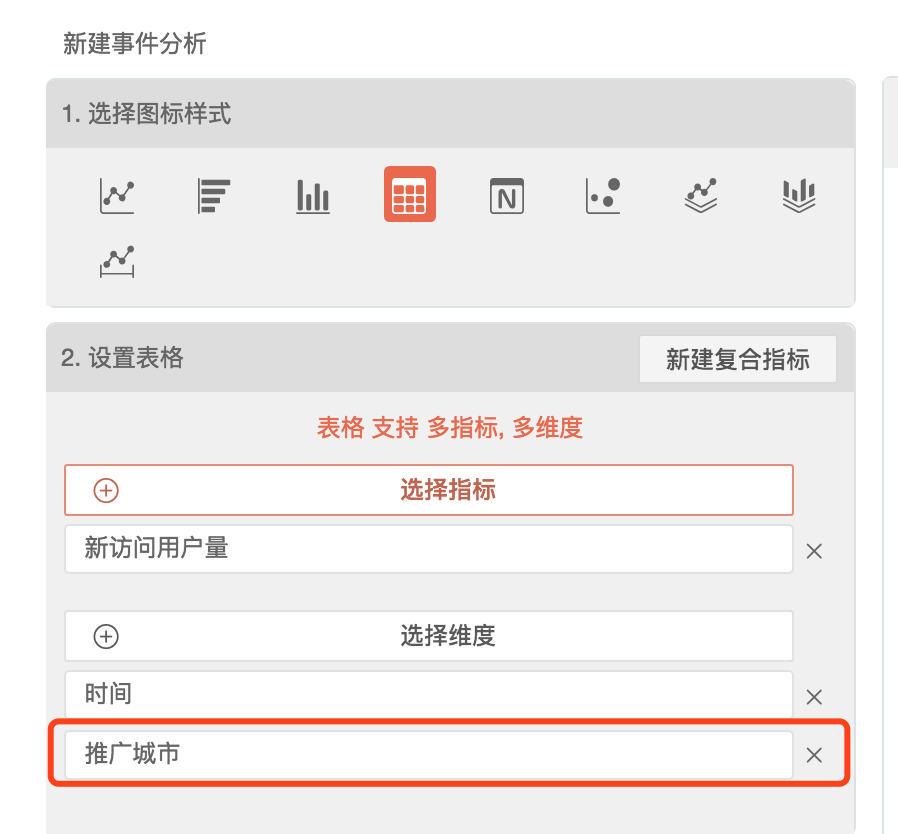 新建事件分析
1. 选择图标样式
N
2. 设置表格
新建复合指标
表格 支持 多指标, 多维度
选择指标
新访问用户量
选择维度
时间
推广城市